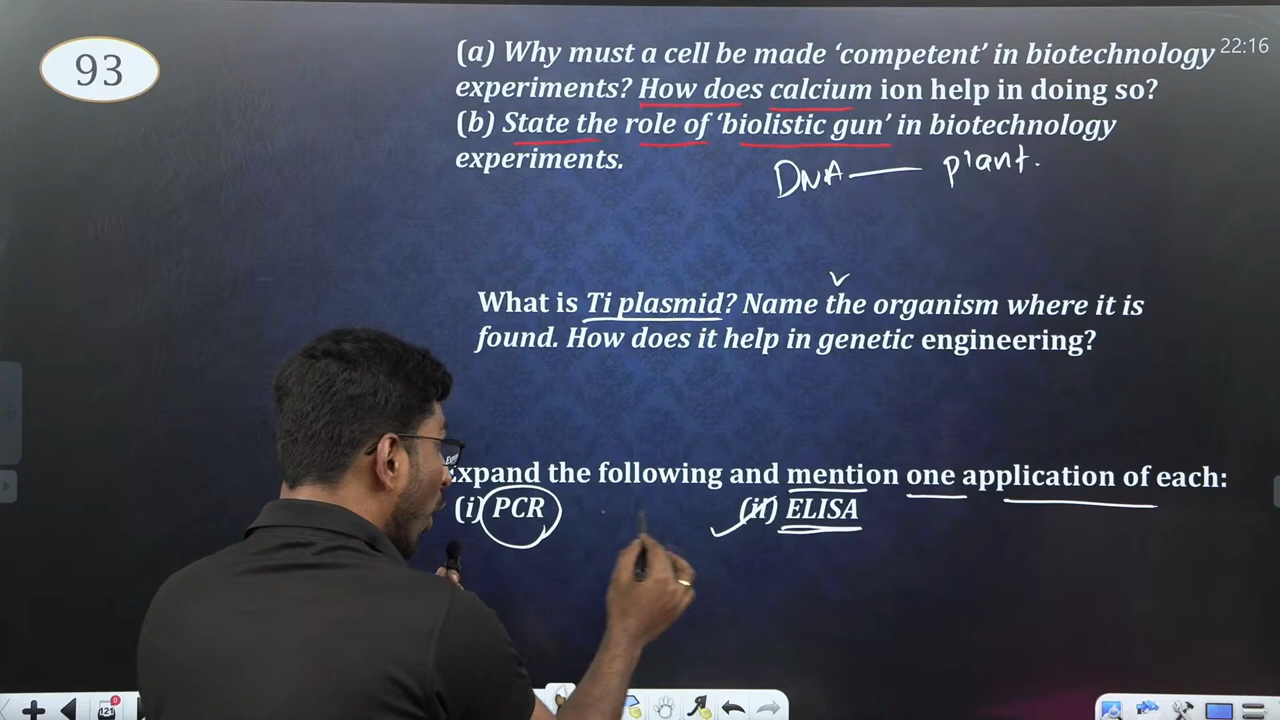 93
22:16
(a) Why must a cell be made ‘competent’ in biotechnology
experiments? How does calcium ion help in doing so?
(b) State the role of ‘biolistic gun’ in biotechnology
experiments.
DNA — plant.
What is Ti plasmid? Name the organism where it is
found. How does it help in genetic engineering?
Expand the following and mention one application of each:
(i) PCR (ii) ELISA
121
0